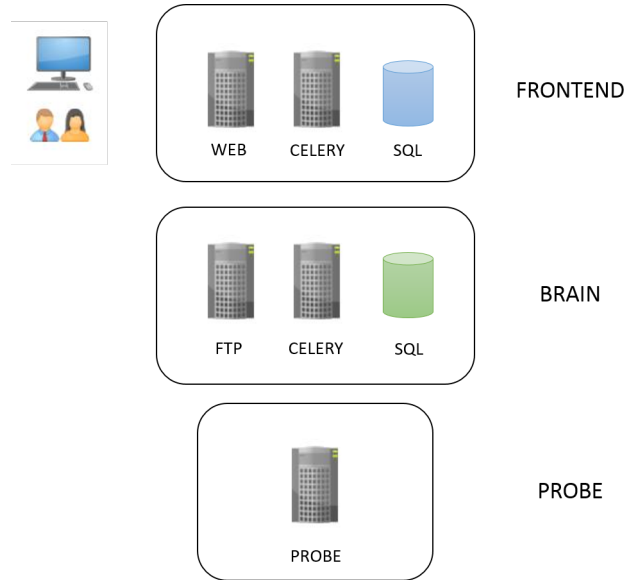 WEB CELERY SQL
FRONTEND
FTP CELERY SQL
BRAIN
PROBE
PROBE